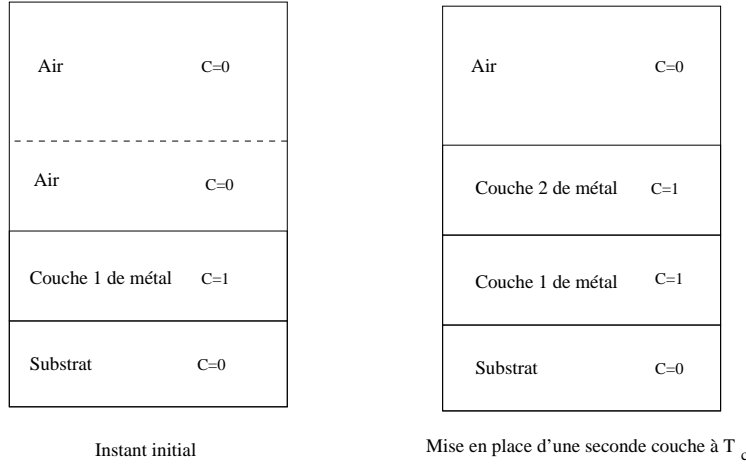 Air C=0
Air C=0
Couche 1 de métal C=1
Substrat C=0
Instant initial
Air C=0
Couche 2 de métal C=1
Couche 1 de métal C=1
Substrat C=0
Mise en place d'une seconde couche à T c